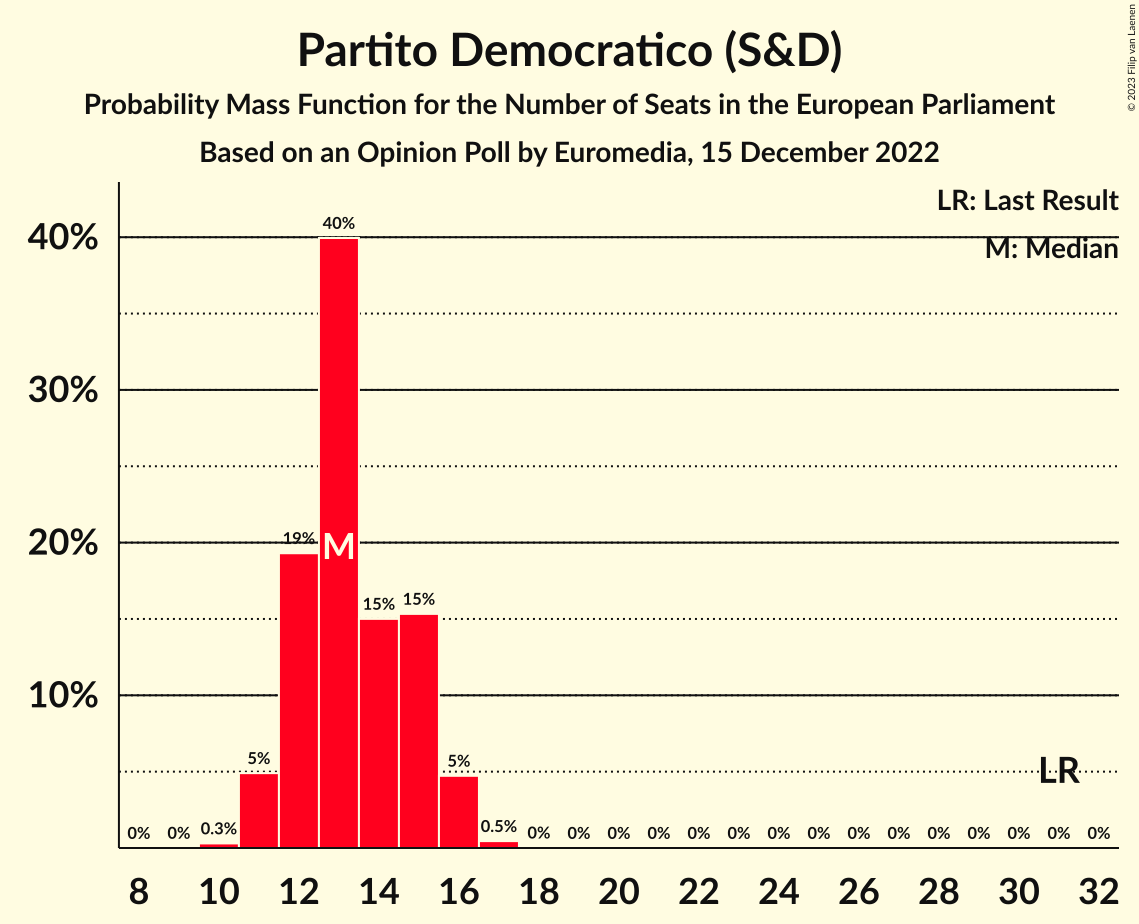 Partito Democratico (S&D)
Probability Mass Function for the Number of Seats in the European Parliament
Based on an Opinion Poll by Euromedia, 15 December 2022
© 2023 Filip van Laenen
LR: Last Result
M: Median
40%
30%
20%
10%
0% 0% 0.3% 5% 19% 40% 15% 15% 5% 0.5% 0% 0% 0% 0% 0% 0% 0% 0% 0% 0% 0% 0% 0% 0% 0%
M
LR
8 10 12 14 16 18 20 22 24 26 28 30 32